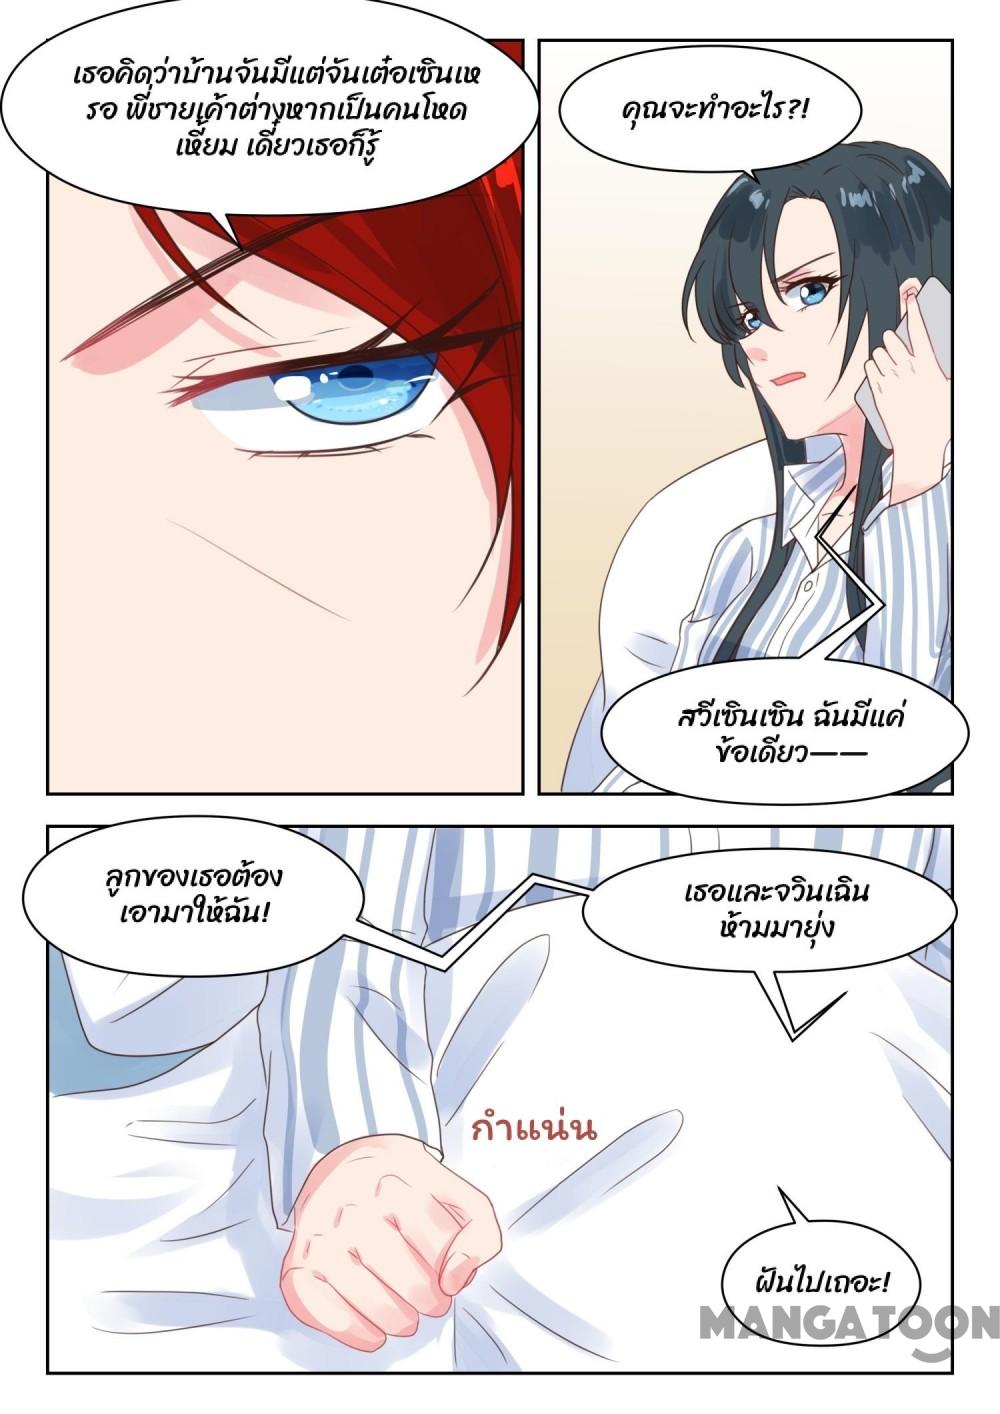 เธอคิดว่าบ้านจันมีแต่จันเต๋อเซินเห
รอ พี่ชายเค้าต่างหากเป็นคนโหด
เหี้ยม เดี๋ยวเธอก็รู้
คุณจะทำอะไร?!
สวีเซินเซิน ฉันมีแค่
ข้อเดียว——
ลูกของเธอต้อง
เอามาให้ฉัน!
เธอและจวินเฉิน
ห้ามมายุ่ง
กำแน่น
ฝันไปเถอะ!
MANGATOON